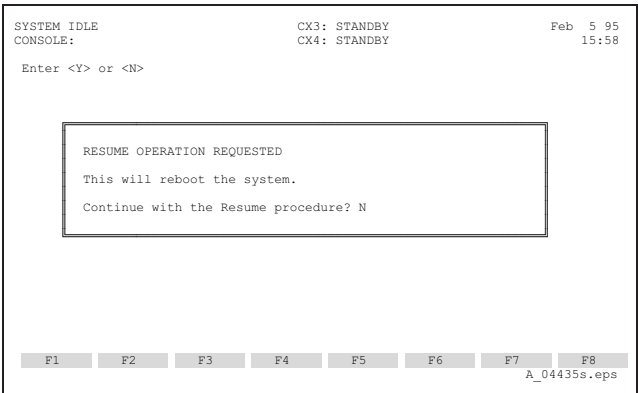 SYSTEM IDLE CX3: STANDBY Feb 5 95
CONSOLE: CX4: STANDBY 15:58
Enter <Y> or <N>
RESUME OPERATION REQUESTED
This will reboot the system.
Continue with the Resume procedure? N
F1 F2 F3 F4 F5 F6 F7 F8
A_04435s.eps